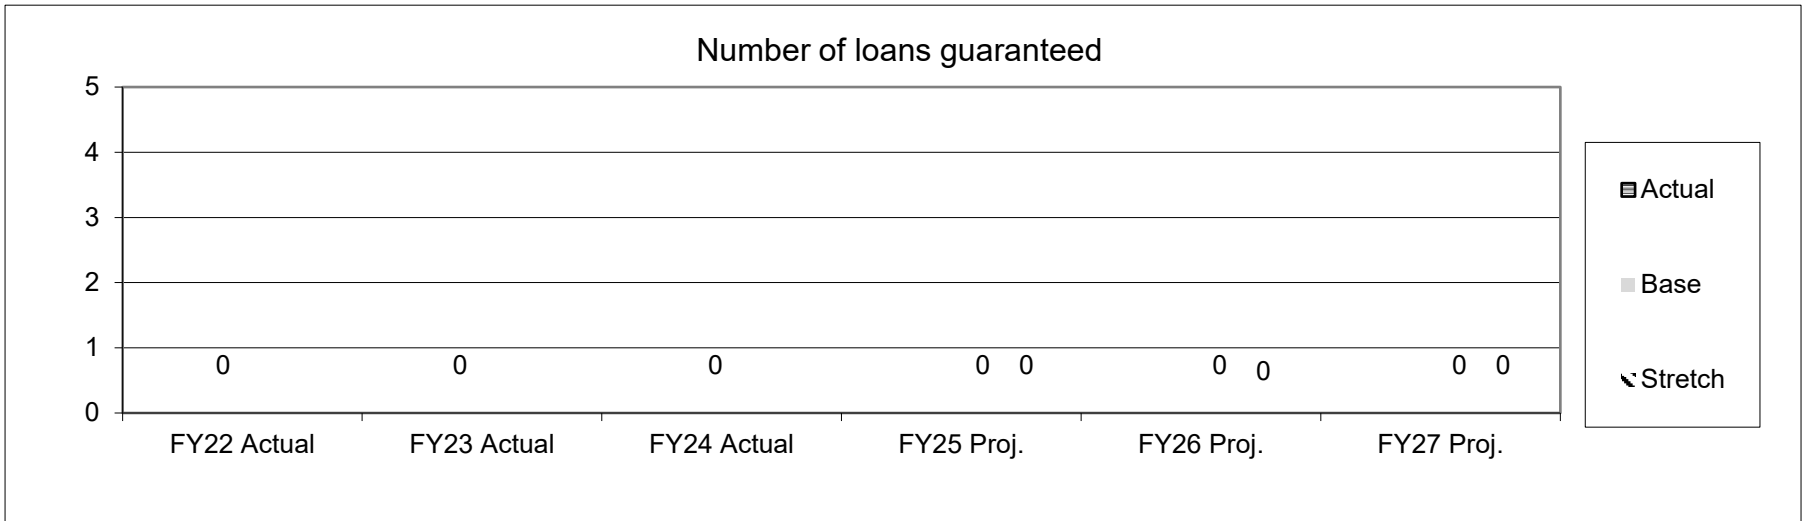 Number of loans guaranteed
5
4
3
2
1
0
0 0 0 0 0 0 0 0 0
FY22 Actual FY23 Actual FY24 Actual FY25 Proj. FY26 Proj. FY27 Proj.
Actual
Base
Stretch